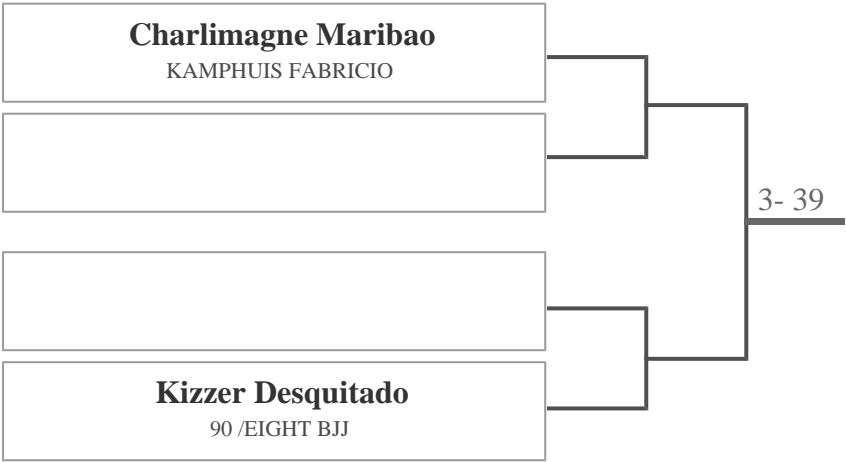 Charlimagne Maribao
KAMPHUIS FABRICIO
3- 39
Kizzer Desquitado
90 /EIGHT BJJ